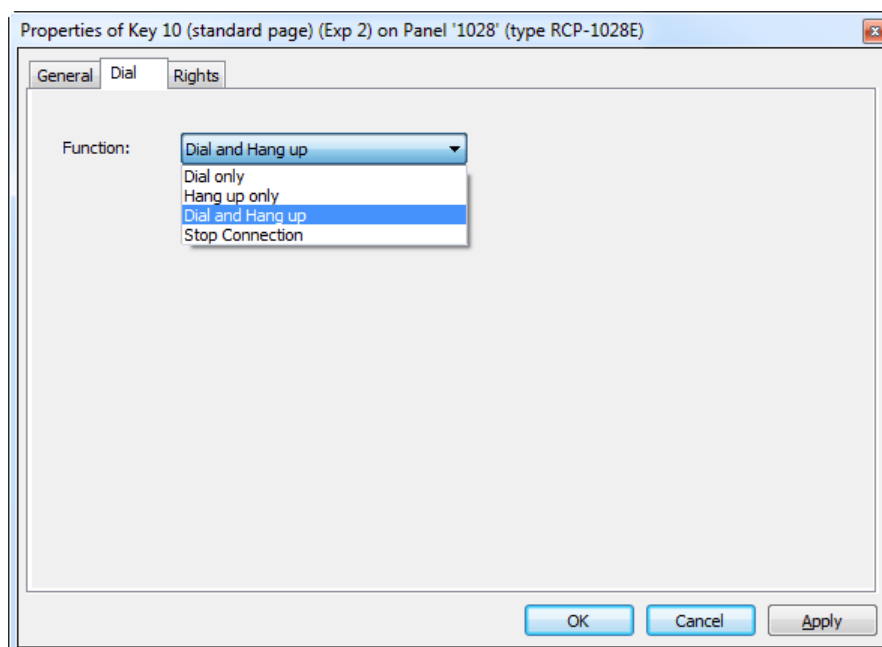 Properties of Key 10 (standard page) (Exp 2) on Panel '1028' (type RCP-1028E)
General Dial Rights
Function: Dial and Hang up
Dial only
Hang up only
Dial and Hang up
Stop Connection
OK Cancel Apply